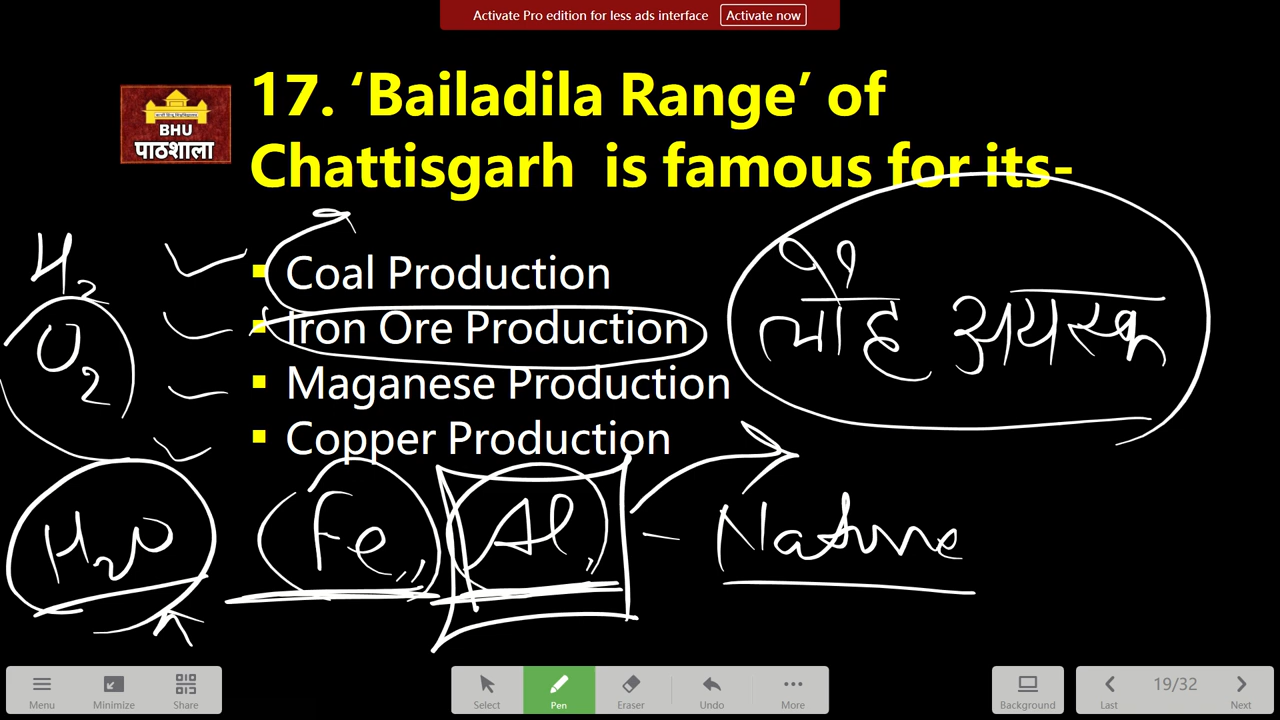 Activate Pro edition for less ads interface Activate now
17. ‘Bailadila Range’ of
Chattisgarh is famous for its-
BHU
पाठशाला
H2
Coal Production
लौह अयस्क
Iron Ore Production
O2
Maganese Production
Copper Production
H2O Fe Al - Nature
Menu Minimize Share Select Pen Eraser Undo More Background Last 19/32 Next